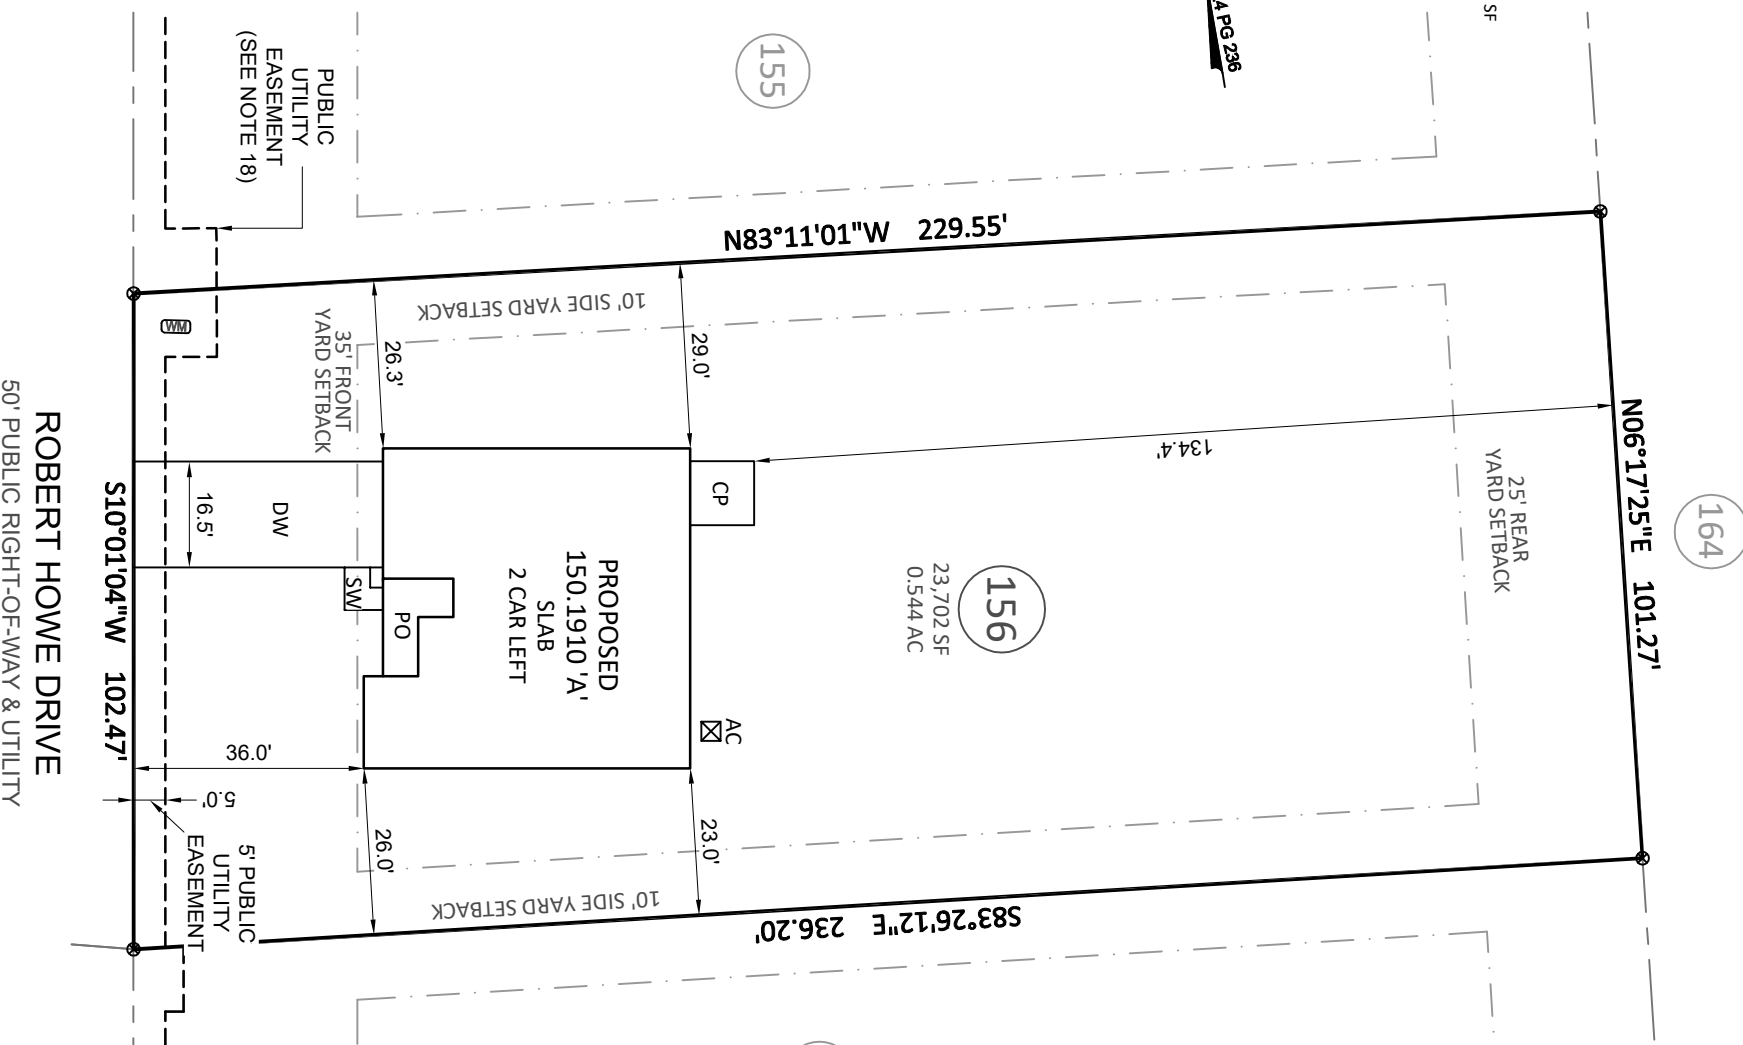 4 PG 236
SF
155
164
PUBLIC
UTILITY
EASEMENT
(SEE NOTE 18)
N83°11'01"W 229.55'
10' SIDE YARD SETBACK
WM
35' FRONT
YARD SETBACK
26.3'
29.0'
134.4'
N06°17'25"E 101.27'
25' REAR
YARD SETBACK
CP
16.5'
DW
SW
PO
PROPOSED
150.1910 'A'
SLAB
2 CAR LEFT
156
23,702 SF
0.544 AC
AC
36.0'
5.0'
26.0'
23.0'
5' PUBLIC
UTILITY
EASEMENT
10' SIDE YARD SETBACK
S83°26'12"E 236.20'
S10°01'04"W 102.47'
ROBERT HOWE DRIVE
50' PUBLIC RIGHT-OF-WAY & UTILITY